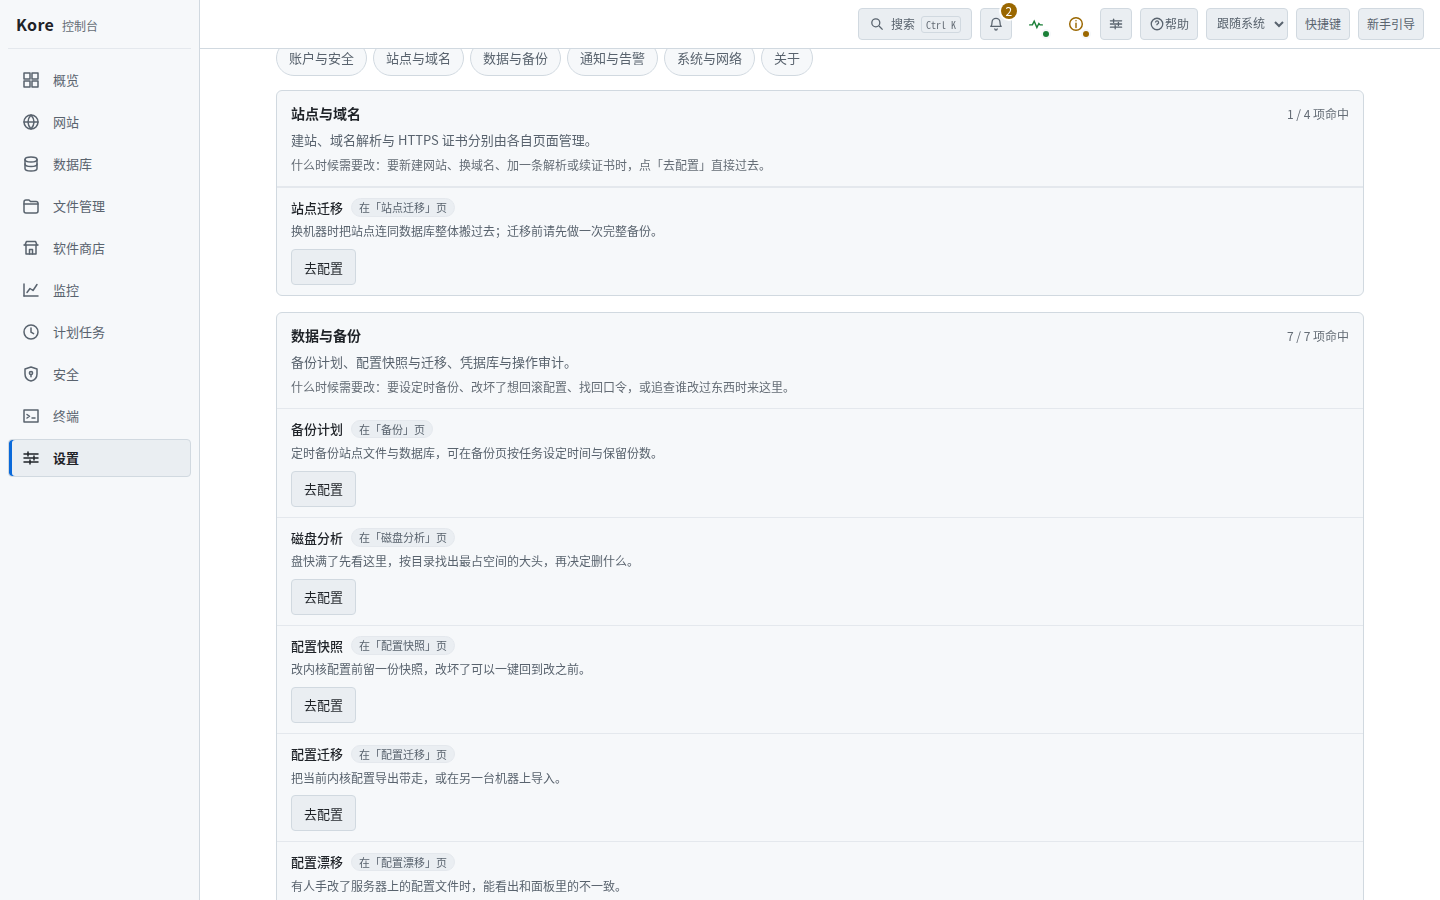 Kore 控制台
搜索 Ctrl K
2
帮助
跟随系统
快捷键
新手引导
概览
网站
数据库
文件管理
软件商店
监控
计划任务
安全
终端
设置
账户与安全
站点与域名
数据与备份
通知与告警
系统与网络
关于
站点与域名
1 / 4 项命中
建站、域名解析与 HTTPS 证书分别由各自页面管理。
什么时候需要改：要新建网站、换域名、加一条解析或续证书时，点「去配置」直接过去。
站点迁移 在「站点迁移」页
换机器时把站点连同数据库整体搬过去；迁移前请先做一次完整备份。
去配置
数据与备份
7 / 7 项命中
备份计划、配置快照与迁移、凭据库与操作审计。
什么时候需要改：要设定时备份、改坏了想回滚配置、找回口令，或追查谁改过东西时来这里。
备份计划 在「备份」页
定时备份站点文件与数据库，可在备份页按任务设定时间与保留份数。
去配置
磁盘分析 在「磁盘分析」页
盘快满了先看这里，按目录找出最占空间的大头，再决定删什么。
去配置
配置快照 在「配置快照」页
改内核配置前留一份快照，改坏了可以一键回到改之前。
去配置
配置迁移 在「配置迁移」页
把当前内核配置导出带走，或在另一台机器上导入。
去配置
配置漂移 在「配置漂移」页
有人手改了服务器上的配置文件时，能看出和面板里的不一致。